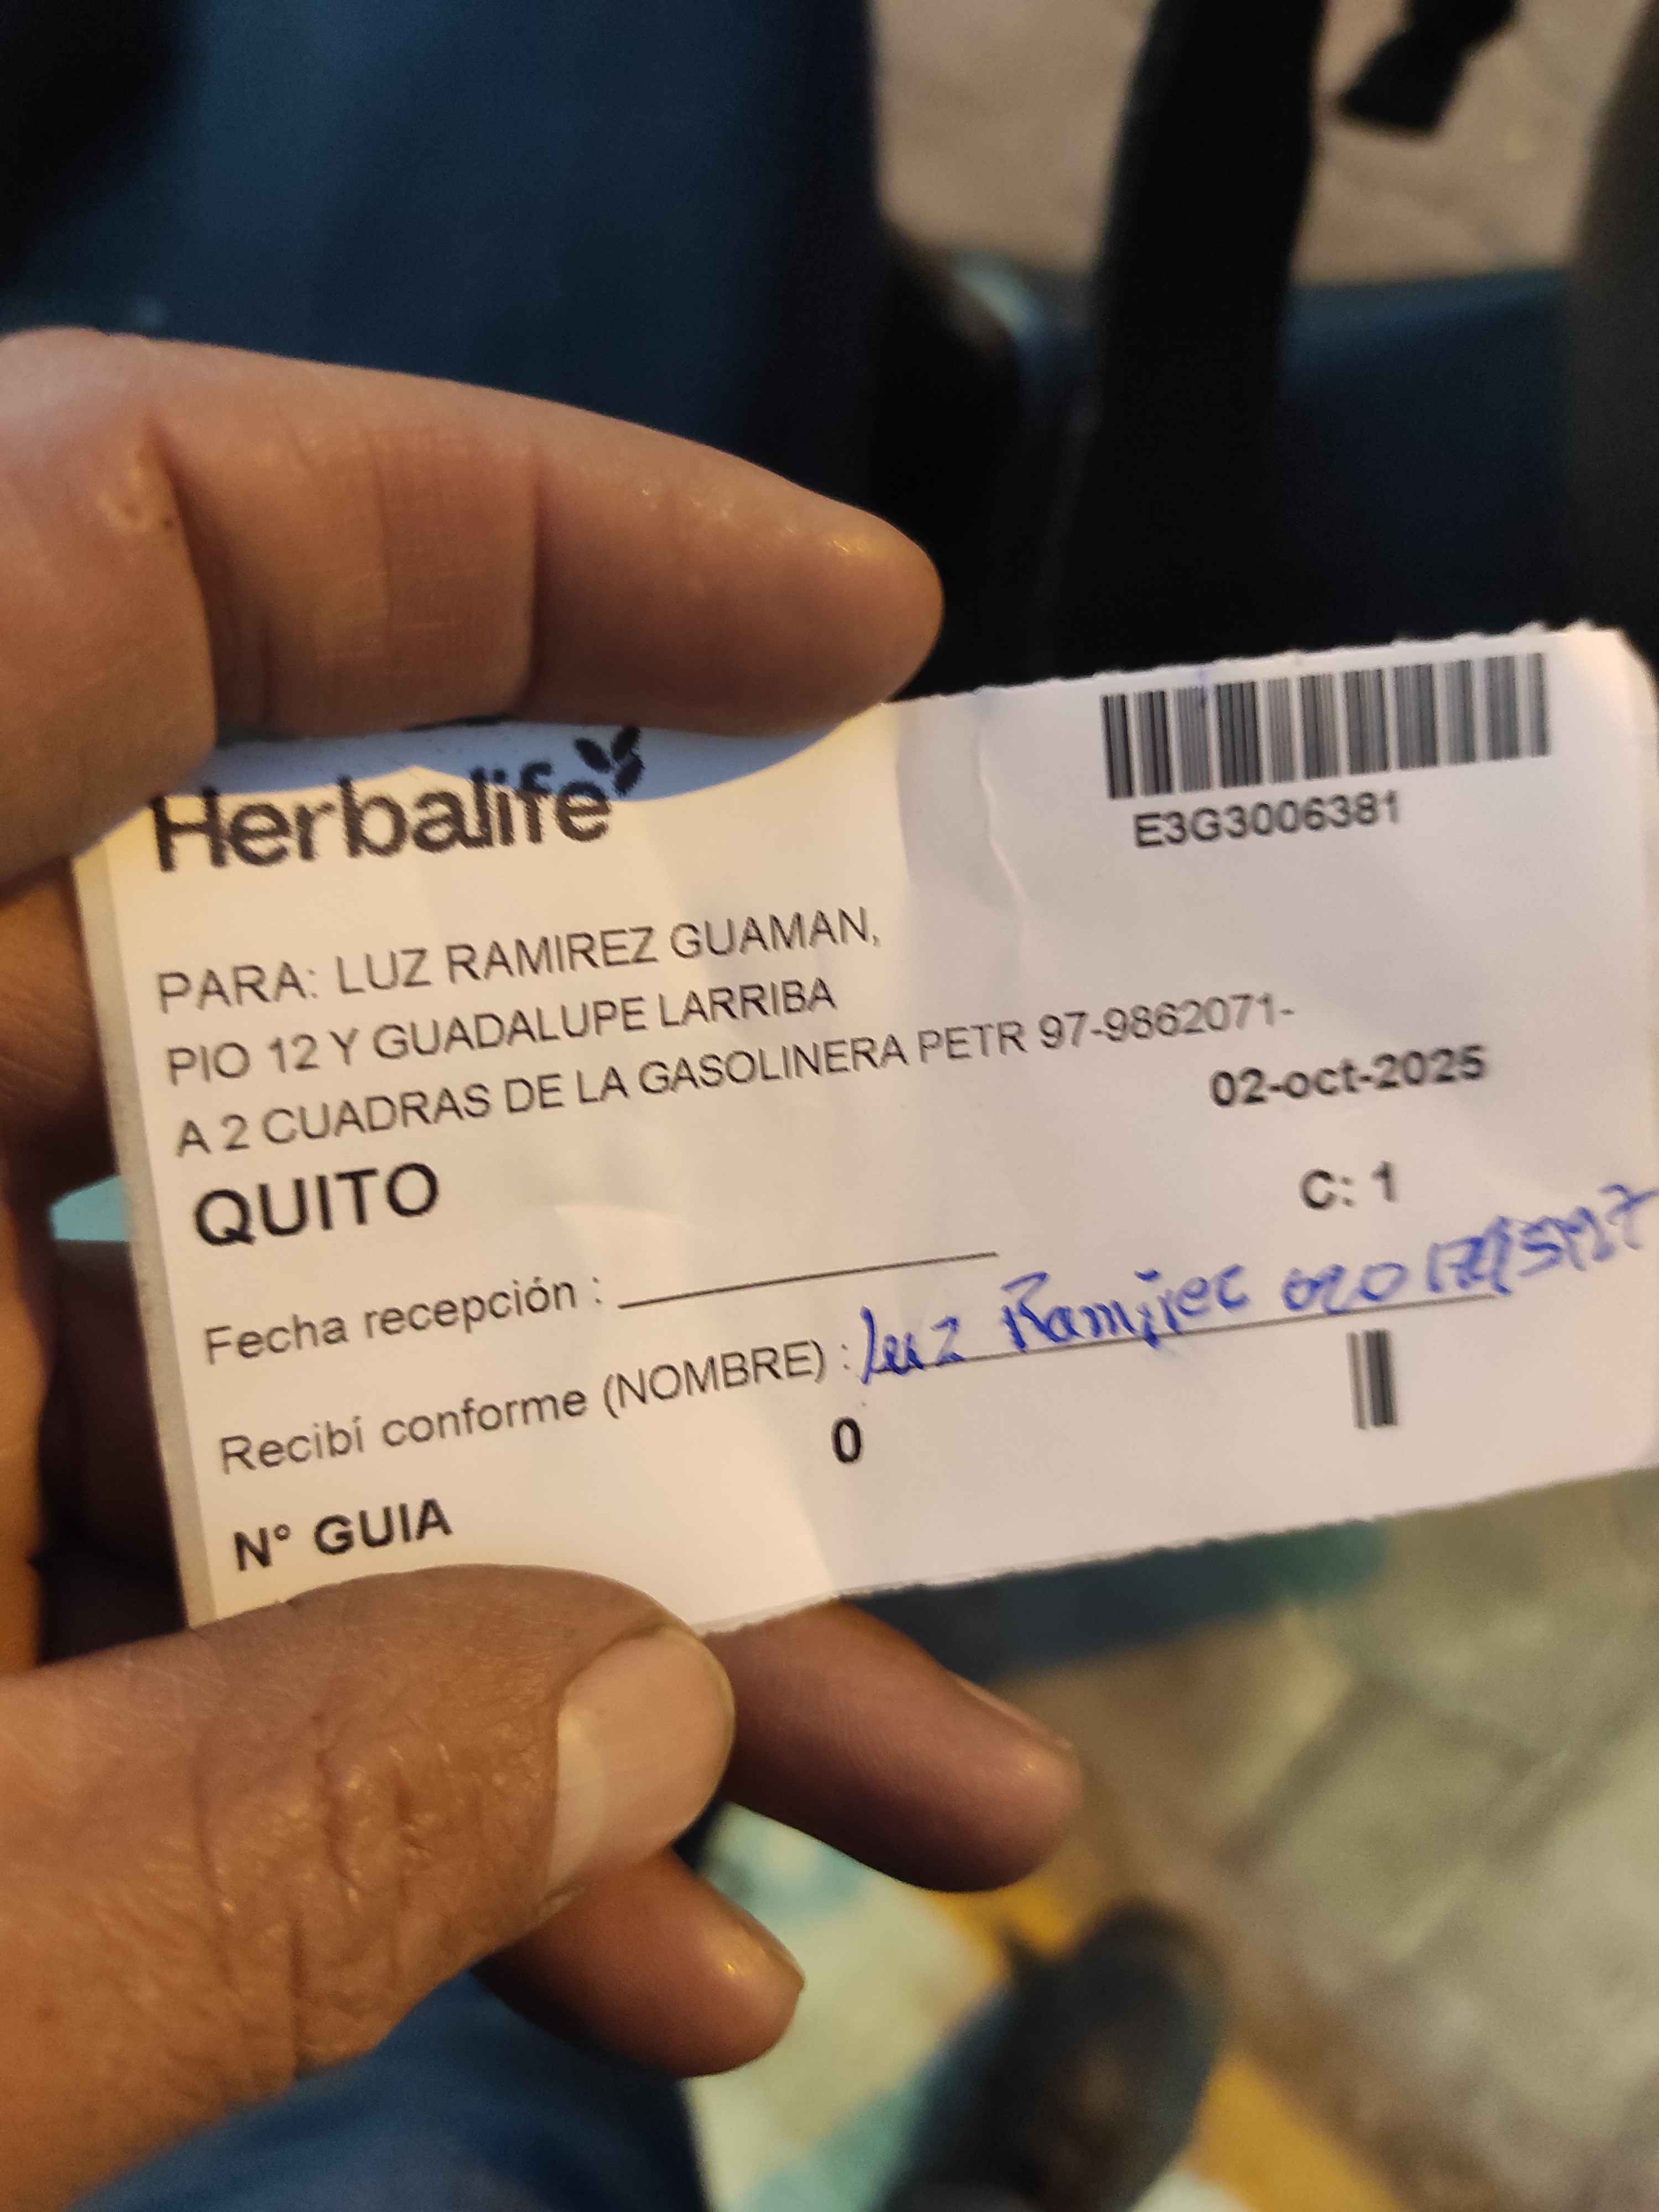 Herbalife
E3G3006381
PARA: LUZ RAMIREZ GUAMAN,
PIO 12 Y GUADALUPE LARRIBA
A 2 CUADRAS DE LA GASOLINERA PETR 97-9862071-
02-oct-2025
QUITO
C: 1
Fecha recepción :
Recibí conforme (NOMBRE) : Luz Ramirec
0
N° GUIA